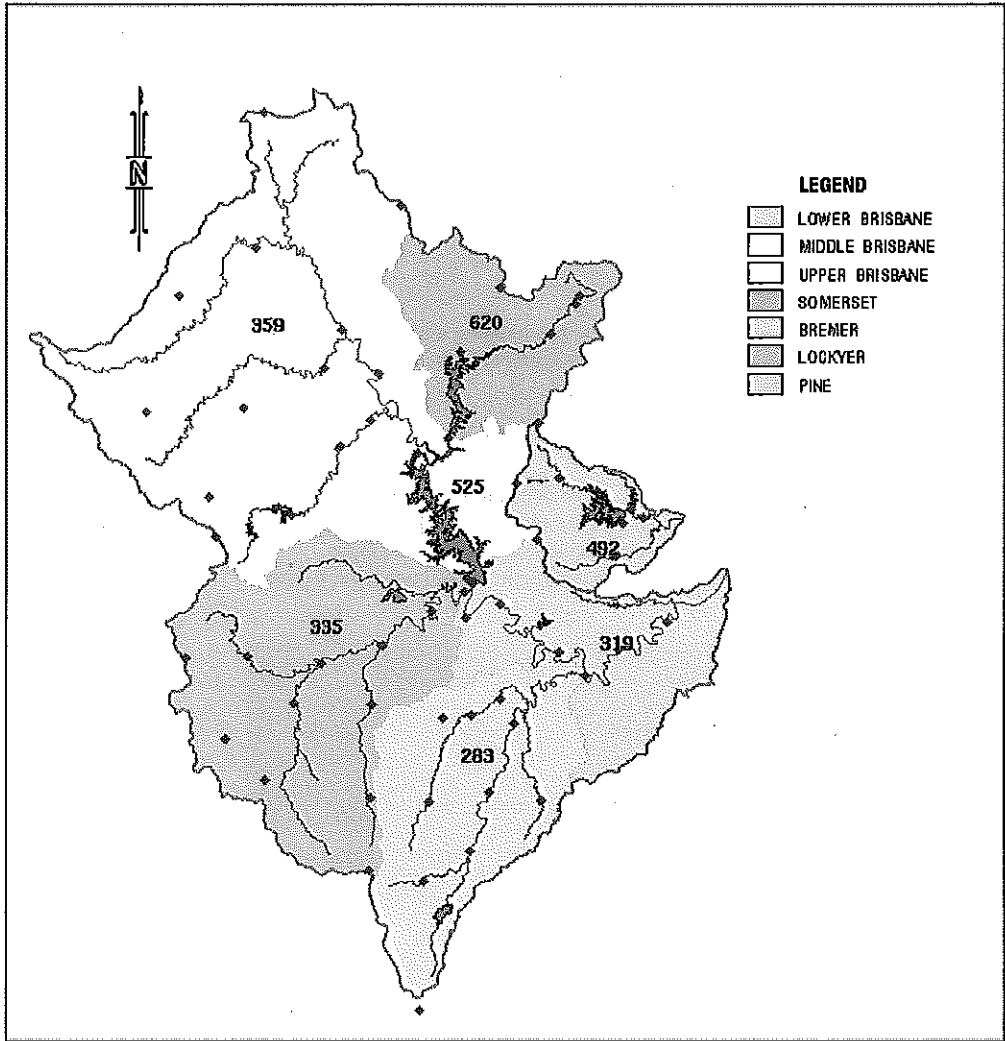 N
LEGEND
LOWER BRISBANE
MIDDLE BRISBANE
UPPER BRISBANE
SOMERSET
BREMER
LOCKYER
PINE
359
620
525
492
335
319
283